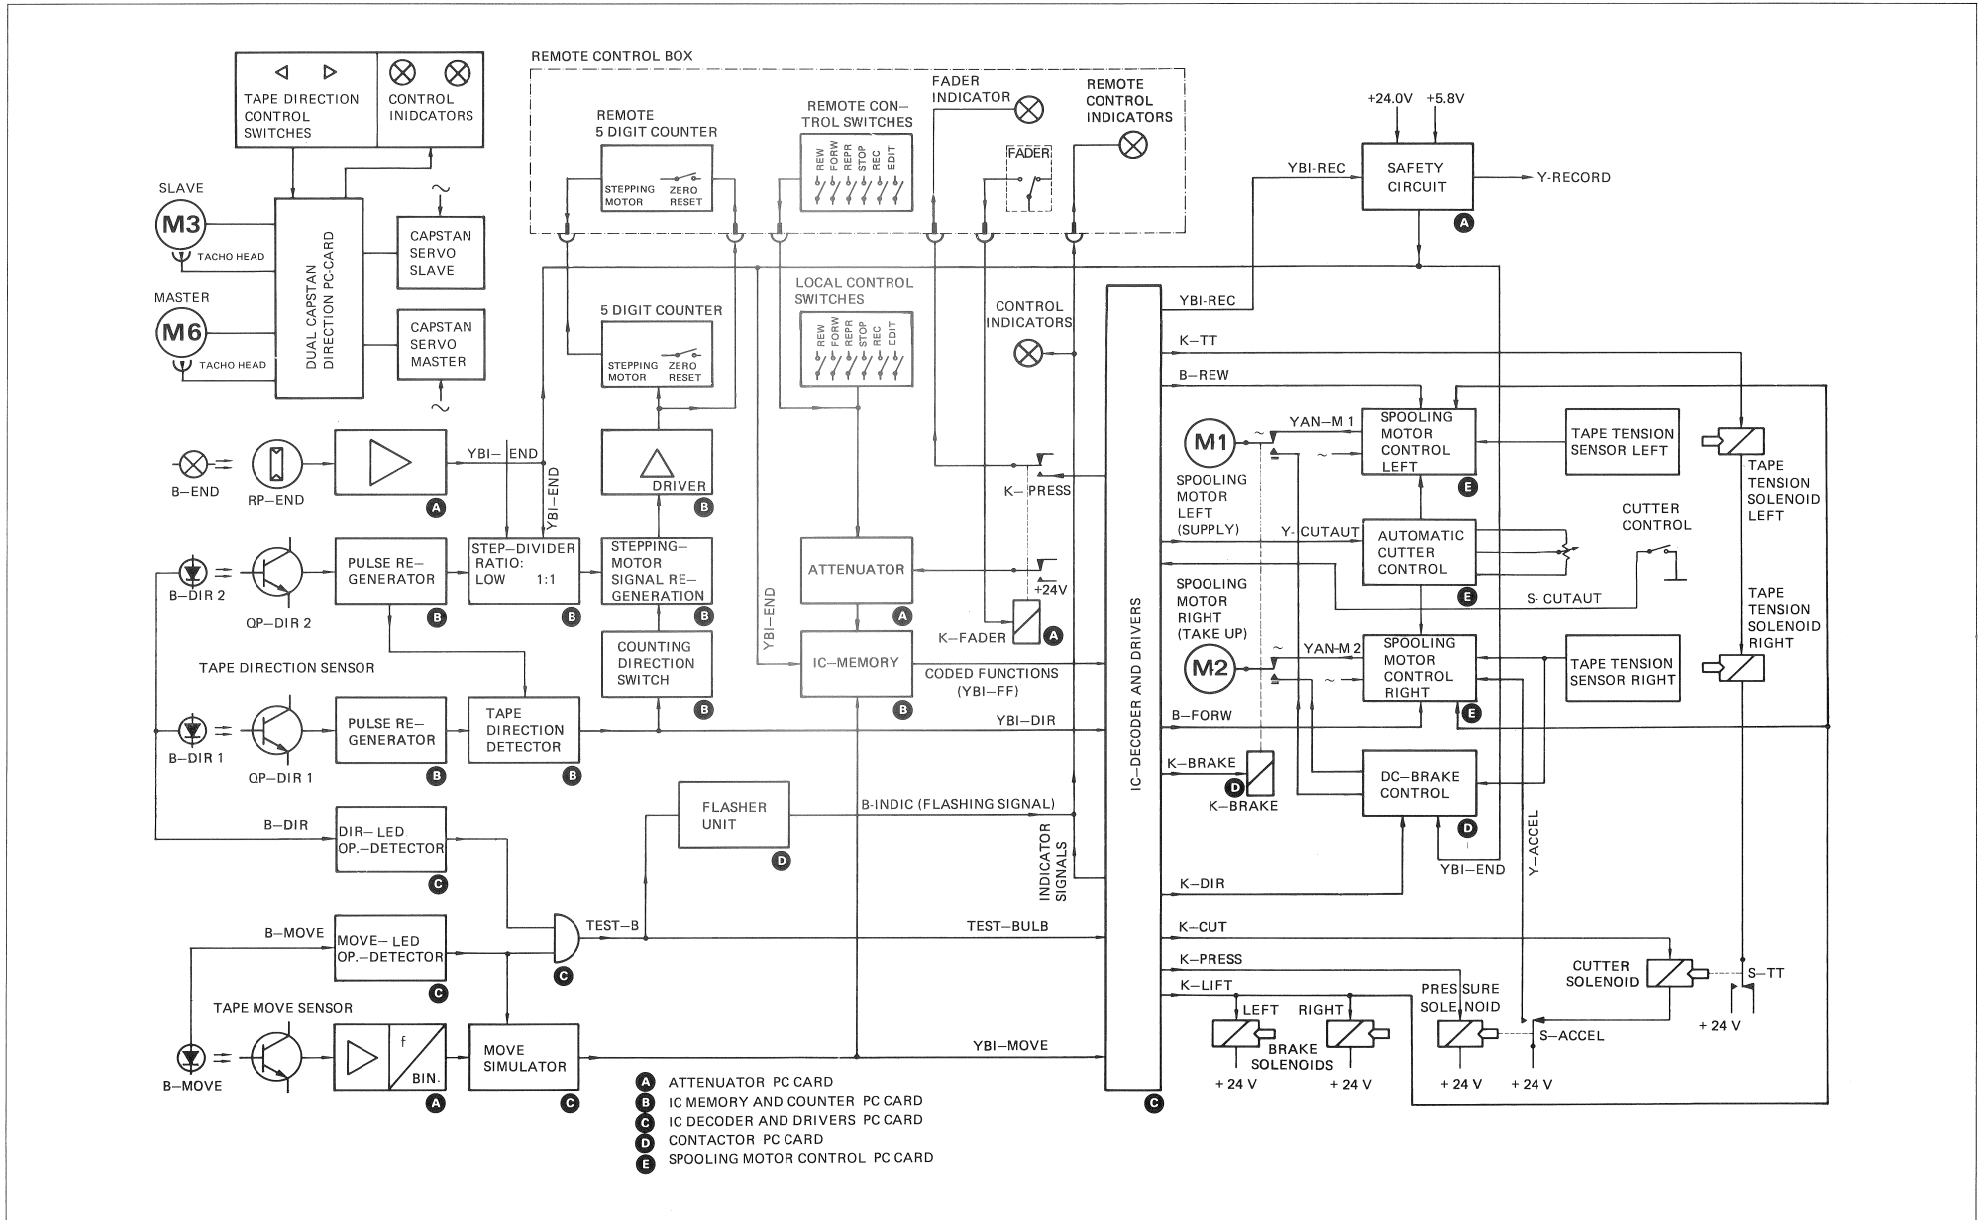 REMOTE CONTROL BOX
TAPE DIRECTION
CONTROL
SWITCHES
CONTROL
INIDCATORS
REMOTE
5 DIGIT COUNTER
STEPPING
MOTOR
ZERO
RESET
REMOTE CON—
TROL SWITCHES
REW
FORW
REPR
STOP
REC
EDIT
FADER
INDICATOR
FADER
REMOTE
CONTROL
INDICATORS
+24.0V
+5.8V
YBI-REC
SAFETY
CIRCUIT
Y-RECORD
A
SLAVE
M3
TACHO HEAD
MASTER
M6
TACHO HEAD
DUAL CAPSTAN
DIRECTION PC-CARD
CAPSTAN
SERVO
SLAVE
CAPSTAN
SERVO
MASTER
5 DIGIT COUNTER
STEPPING
MOTOR
ZERO
RESET
LOCAL CONTROL
SWITCHES
REW
FORW
REPR
STOP
REC
EDIT
CONTROL
INDICATORS
YBI-REC
K—TT
B—REW
B—END
RP—END
A
YBI— END
YBI—END
DRIVER
B
K— PRESS
M1
SPOOLING
MOTOR
LEFT
(SUPPLY)
~
YAN—M 1
~
SPOOLING
MOTOR
CONTROL
LEFT
E
TAPE TENSION
SENSOR LEFT
TAPE
TENSION
SOLENOID
LEFT
CUTTER
CONTROL
B—DIR 2
QP—DIR 2
PULSE RE—
GENERATOR
B
STEP—DIVIDER
RATIO:
LOW 1:1
B
STEPPING—
MOTOR
SIGNAL RE—
GENERATION
B
ATTENUATOR
A
+24V
K—FADER
A
Y- CUTAUT
AUTOMATIC
CUTTER
CONTROL
E
S- CUTAUT
TAPE DIRECTION SENSOR
COUNTING
DIRECTION
SWITCH
B
YBI—END
IC—MEMORY
B
CODED FUNCTIONS
(YBI—FF)
IC—DECODER AND DRIVERS
C
SPOOLING
MOTOR
RIGHT
(TAKE UP)
M2
~
YAN-M 2
~
SPOOLING
MOTOR
CONTROL
RIGHT
E
TAPE TENSION
SENSOR RIGHT
TAPE
TENSION
SOLENOID
RIGHT
B—DIR 1
QP—DIR 1
PULSE RE—
GENERATOR
B
TAPE
DIRECTION
DETECTOR
B
YBI—DIR
B—FORW
K—BRAKE
D
K—BRAKE
DC—BRAKE
CONTROL
D
YBI—END
Y—ACCEL
B—DIR
DIR— LED
OP.—DETECTOR
C
FLASHER
UNIT
D
B-INDIC (FLASHING SIGNAL)
INDICATOR
SIGNALS
K—DIR
B—MOVE
MOVE— LED
OP.—DETECTOR
C
C
TEST—B
TEST—BULB
K—CUT
K—PRESS
K—LIFT
CUTTER
SOLENOID
S—TT
+ 24 V
TAPE MOVE SENSOR
B—MOVE
f
BIN.
A
MOVE
SIMULATOR
C
YBI—MOVE
LEFT
RIGHT
BRAKE
SOLENOIDS
+ 24 V
+ 24 V
PRESSURE
SOLENOID
+ 24 V
S—ACCEL
+ 24 V
A ATTENUATOR PC CARD
B IC MEMORY AND COUNTER PC CARD
C IC DECODER AND DRIVERS PC CARD
D CONTACTOR PC CARD
E SPOOLING MOTOR CONTROL PC CARD